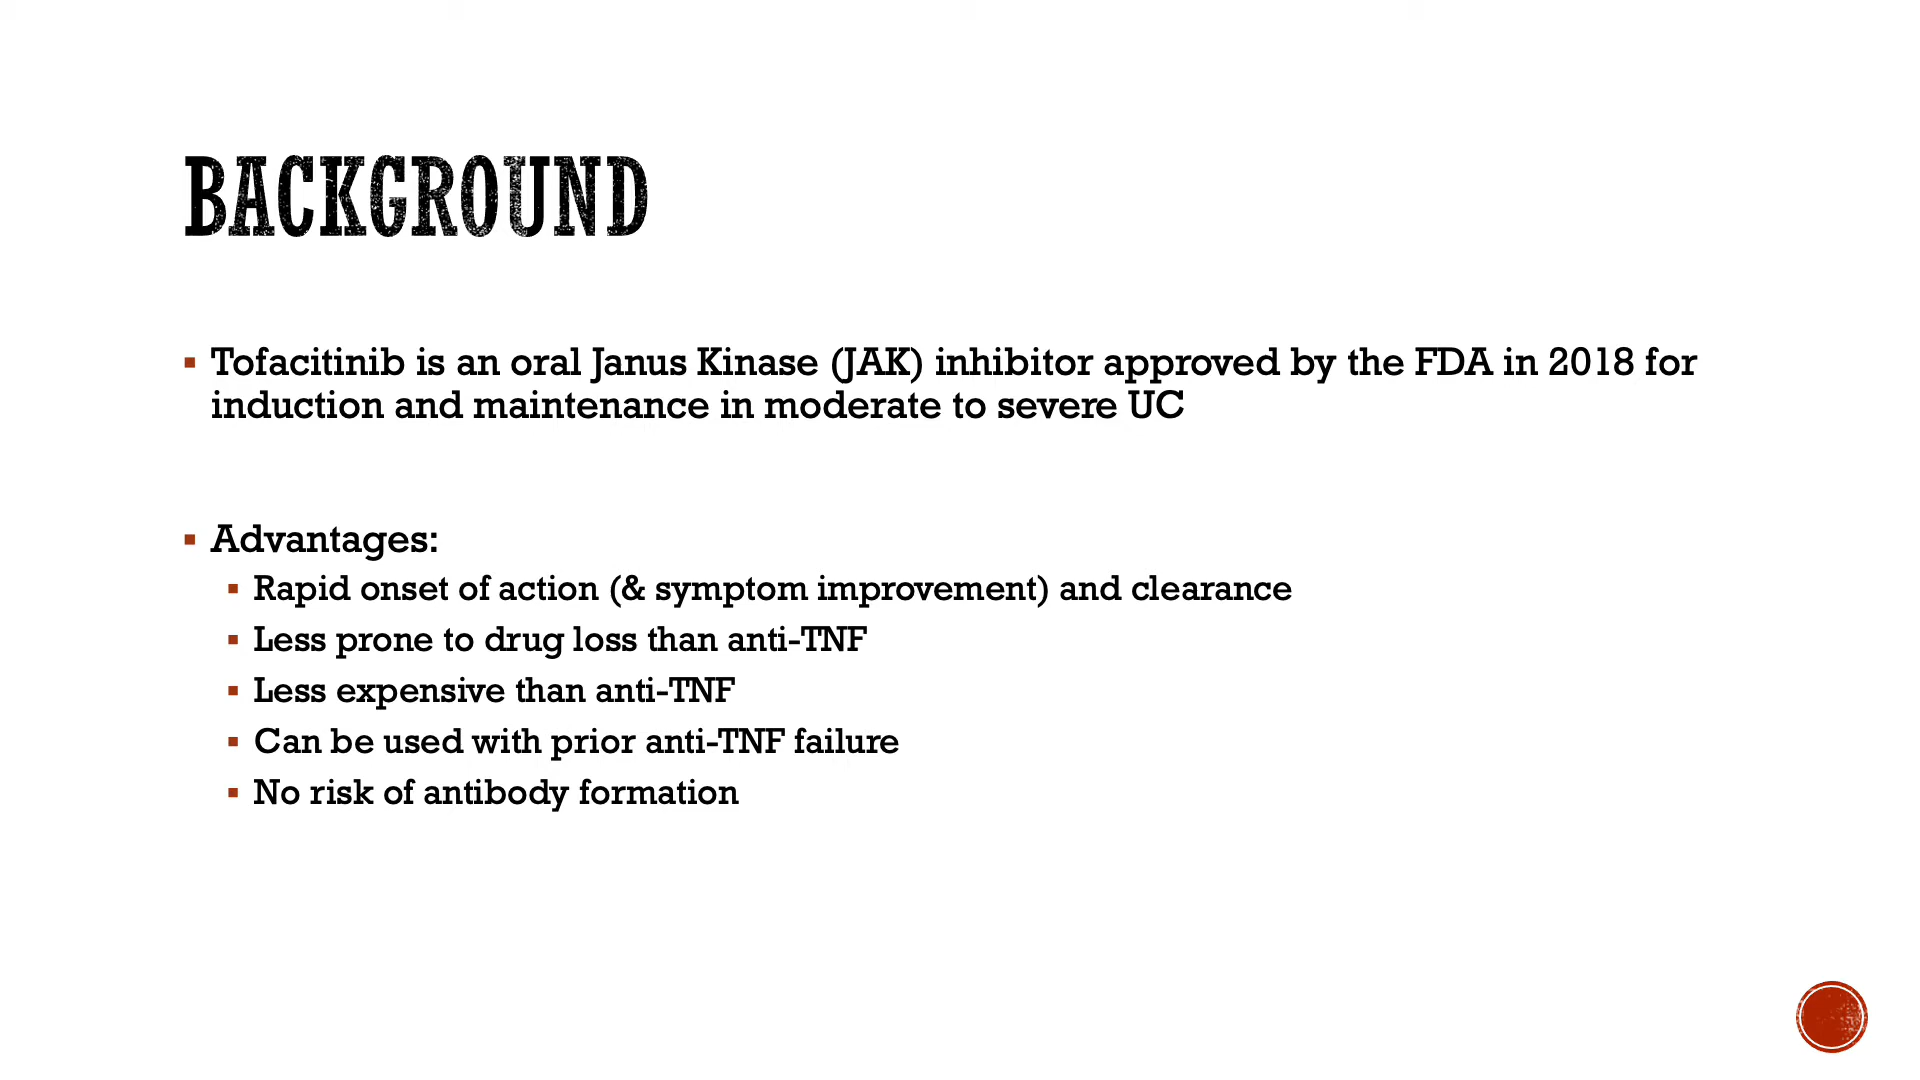 BACKGROUND
Tofacitinib is an oral Janus Kinase (JAK) inhibitor approved by the FDA in 2018 for
induction and maintenance in moderate to severe UC
Advantages:
Rapid onset of action (& symptom improvement) and clearance
Less prone to drug loss than anti-TNF
Less expensive than anti-TNF
Can be used with prior anti-TNF failure
No risk of antibody formation